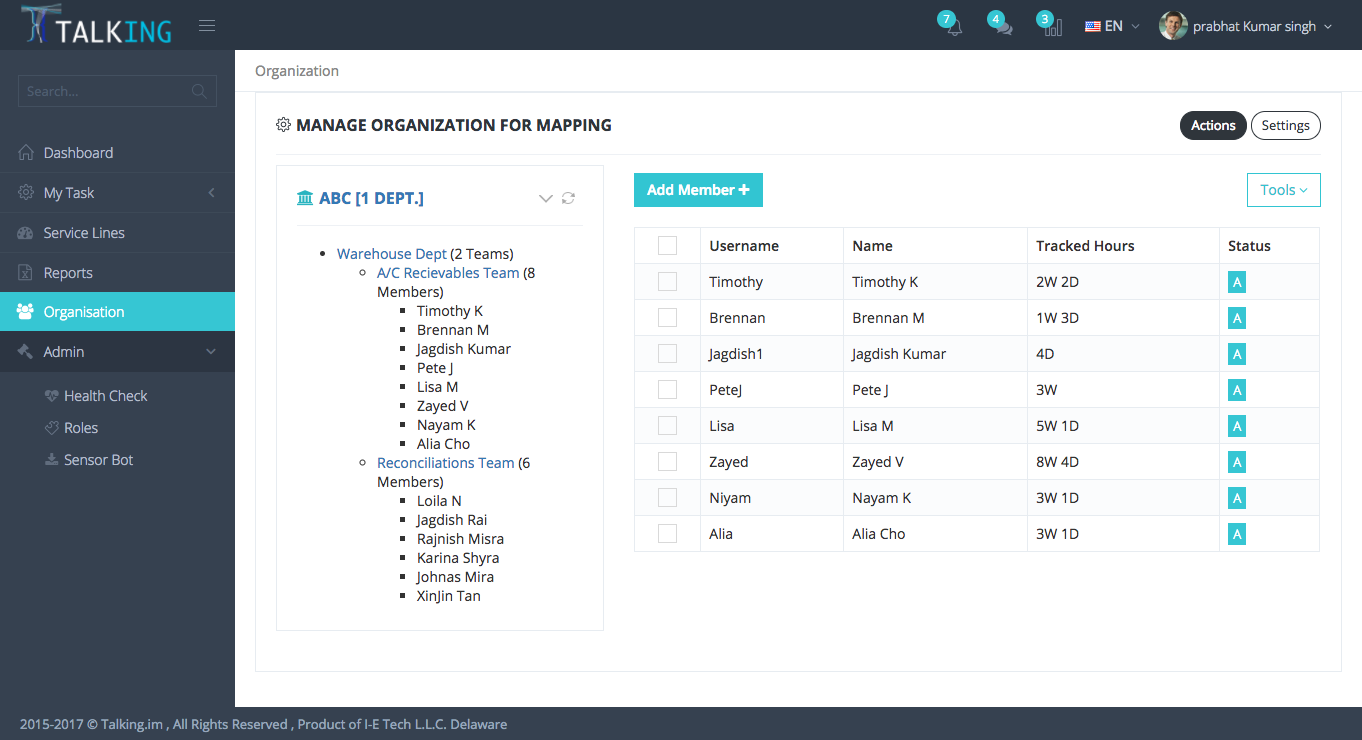 TALKING
7
4
3
EN
prabhat Kumar singh
Search...
Dashboard
My Task
Service Lines
Reports
Organisation
Admin
Health Check
Roles
Sensor Bot
Organization
MANAGE ORGANIZATION FOR MAPPING
Actions
Settings
ABC [1 DEPT.]
Warehouse Dept (2 Teams)
A/C Recievables Team (8
Members)
Timothy K
Brennan M
Jagdish Kumar
Pete J
Lisa M
Zayed V
Nayam K
Alia Cho
Reconciliations Team (6
Members)
Loila N
Jagdish Rai
Rajnish Misra
Karina Shyra
Johnas Mira
XinJin Tan
Add Member +
Tools
Username Name Tracked Hours Status
Timothy Timothy K 2W 2D A
Brennan Brennan M 1W 3D A
Jagdish1 Jagdish Kumar 4D A
PeteJ Pete J 3W A
Lisa Lisa M 5W 1D A
Zayed Zayed V 8W 4D A
Niyam Nayam K 3W 1D A
Alia Alia Cho 3W 1D A
2015-2017 © Talking.im , All Rights Reserved , Product of I-E Tech L.L.C. Delaware